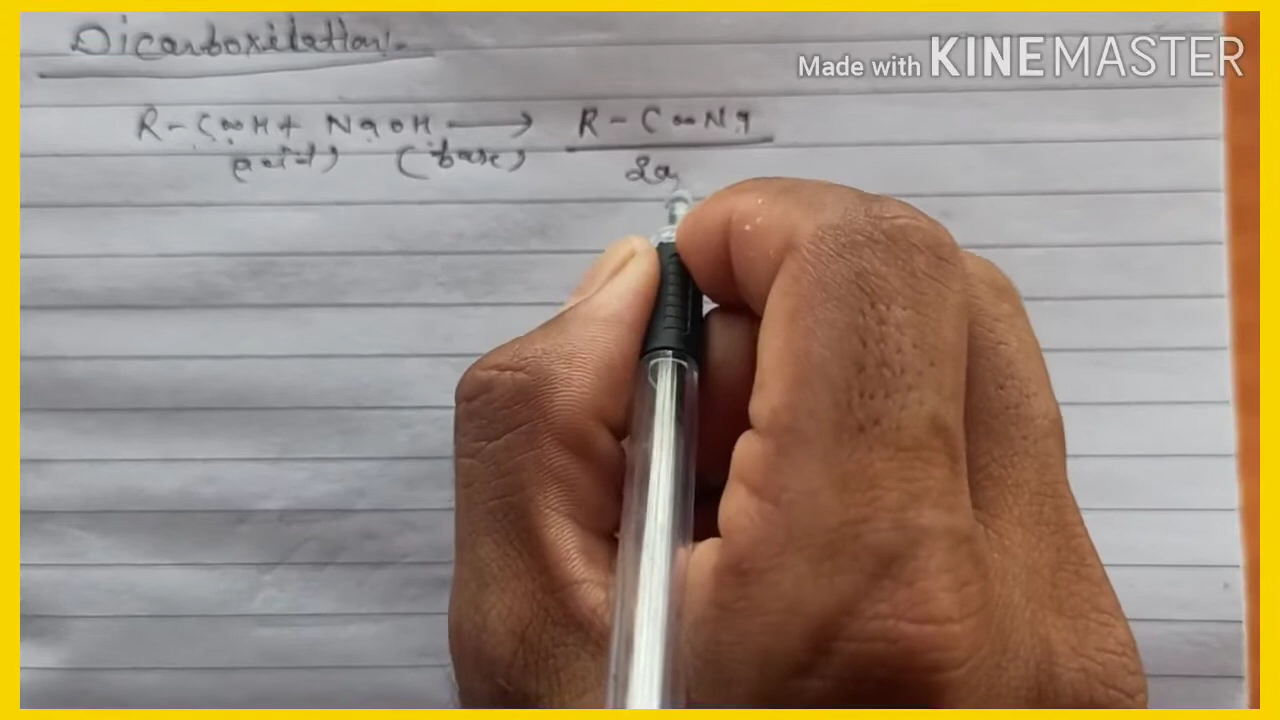 Made with KINEMASTER
Dicarboxilation:-
R-COOH + NaOH ⟶ R-COONa
(acid) (base)